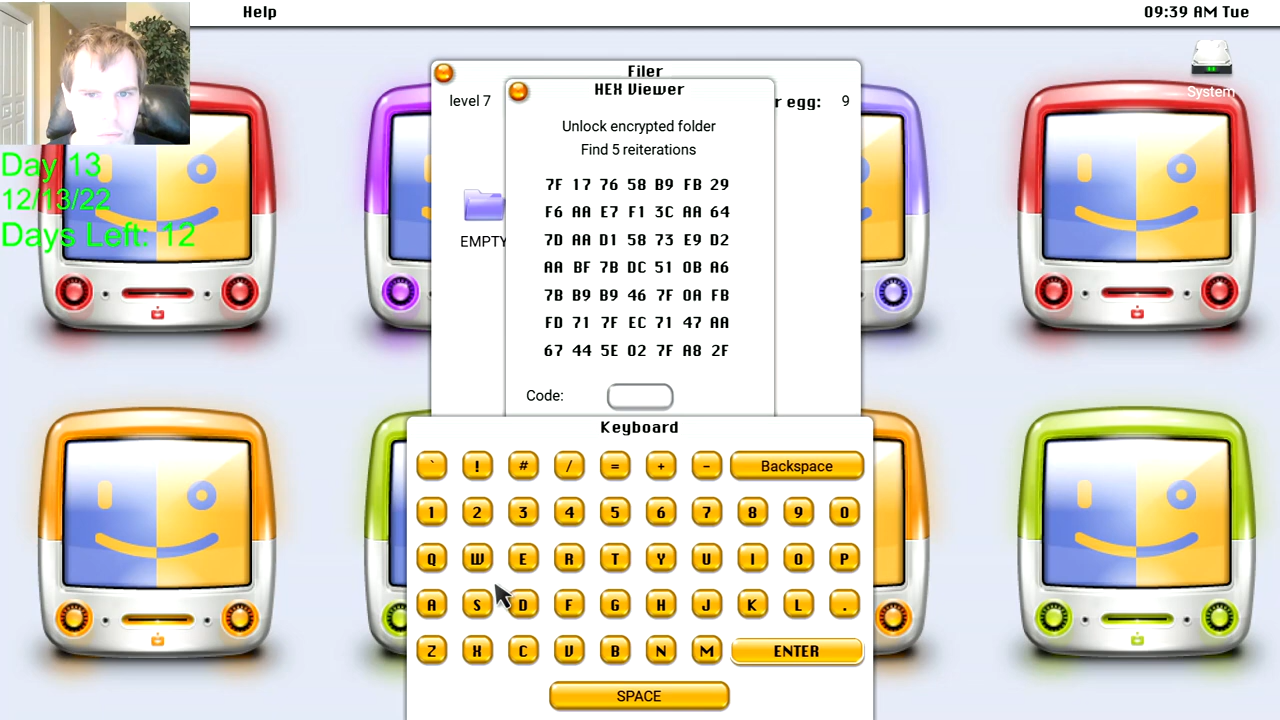 Help
09:39 AM Tue
System
Filer
level 7
r egg: 9
EMPTY
HEX Viewer
Unlock encrypted folder
Find 5 reiterations
7F 17 76 58 B9 FB 29
F6 AA E7 F1 3C AA 64
7D AA D1 58 73 E9 D2
AA BF 7B DC 51 0B A6
7B B9 B9 46 7F 0A FB
FD 71 7F EC 71 47 AA
67 44 5E 02 7F A8 2F
Code:
Day 13
12/13/22
Days Left: 12
Keyboard
` ! # / = + - Backspace
1 2 3 4 5 6 7 8 9 0
Q W E R T Y U I O P
A S D F G H J K L .
Z X C V B N M ENTER
SPACE